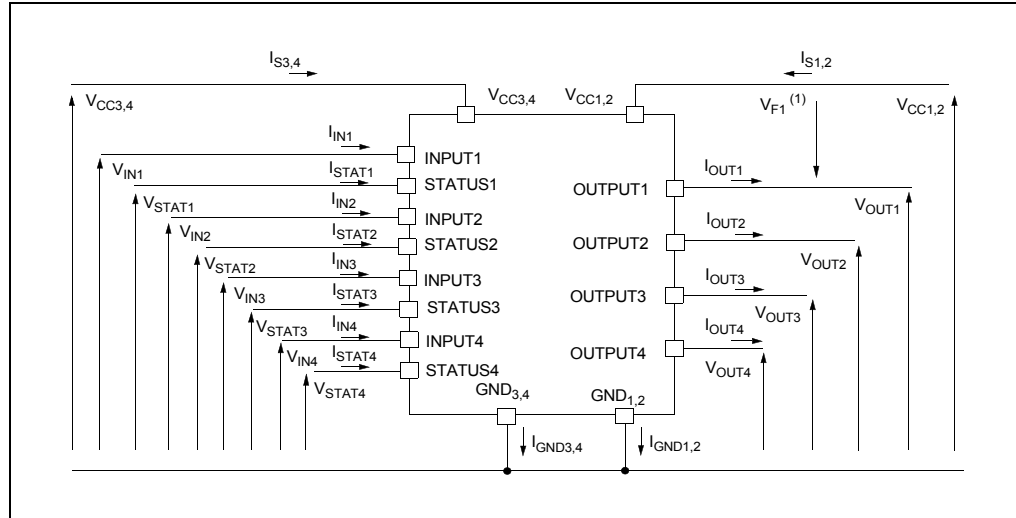 I_S3,4
I_S1,2
V_CC3,4
V_CC3,4
V_CC1,2
V_F1 (1)
V_CC1,2
I_IN1
INPUT1
V_IN1
I_STAT1
STATUS1
V_STAT1
I_IN2
INPUT2
V_IN2
I_STAT2
STATUS2
V_STAT2
I_IN3
INPUT3
V_IN3
I_STAT3
STATUS3
V_STAT3
I_IN4
INPUT4
V_IN4
I_STAT4
STATUS4
V_STAT4
OUTPUT1
I_OUT1
V_OUT1
OUTPUT2
I_OUT2
V_OUT2
OUTPUT3
I_OUT3
V_OUT3
OUTPUT4
I_OUT4
V_OUT4
GND3,4
GND1,2
I_GND3,4
I_GND1,2